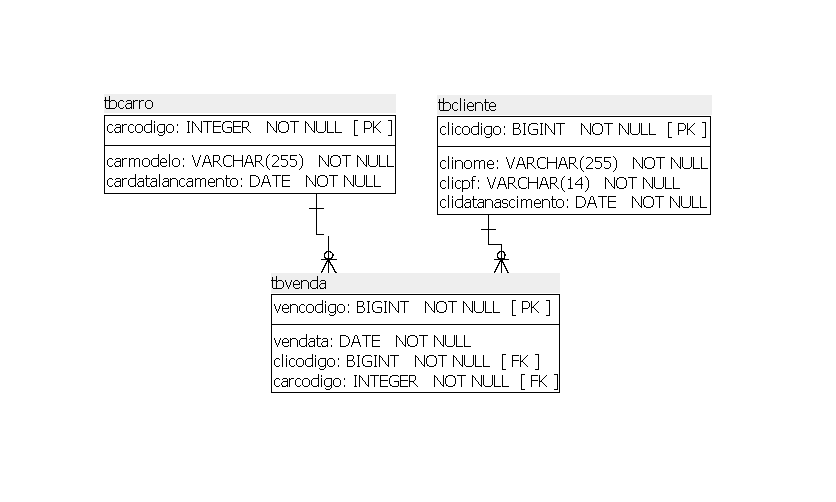 tbcarro
carcodigo: INTEGER NOT NULL [ PK ]
carmodelo: VARCHAR(255) NOT NULL
cardatalancamento: DATE NOT NULL
tbcliente
clicodigo: BIGINT NOT NULL [ PK ]
clinome: VARCHAR(255) NOT NULL
clicpf: VARCHAR(14) NOT NULL
clidatanascimento: DATE NOT NULL
tbvenda
vencodigo: BIGINT NOT NULL [ PK ]
vendata: DATE NOT NULL
clicodigo: BIGINT NOT NULL [ FK ]
carcodigo: INTEGER NOT NULL [ FK ]